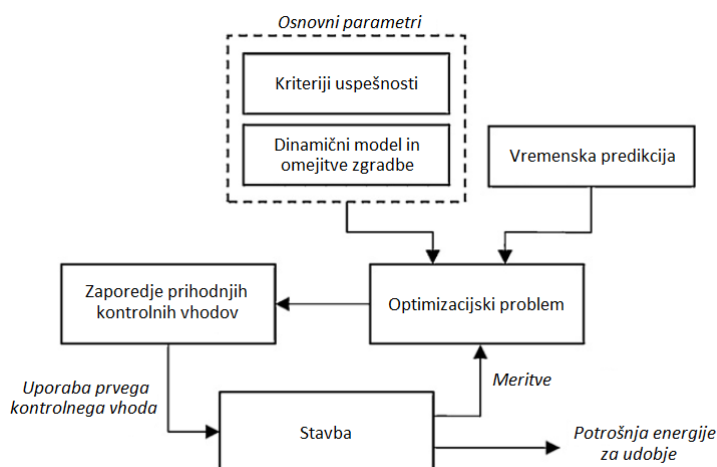 Osnovni parametri
Kriteriji uspešnosti
Dinamični model in
omejitve zgradbe
Vremenska predikcija
Zaporedje prihodnjih
kontrolnih vhodov
Optimizacijski problem
Uporaba prvega
kontrolnega vhoda
Meritve
Stavba
Potrošnja energije
za udobje